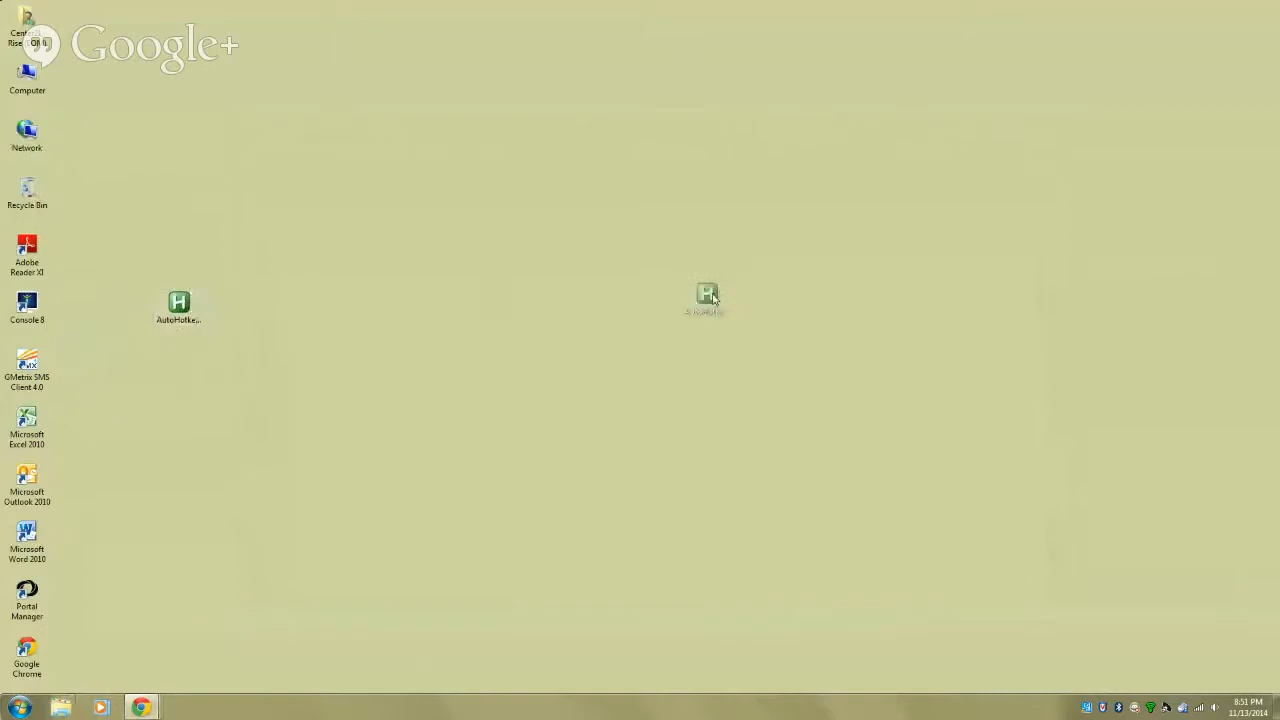 Google+
Computer
Network
Recycle Bin
Adobe
Reader XI
Console 8
GMetrix SMS
Client 4.0
Microsoft
Excel 2010
Microsoft
Outlook 2010
Microsoft
Word 2010
Portal
Manager
Google
Chrome
AutoHotke...
8:51 PM
11/13/2014